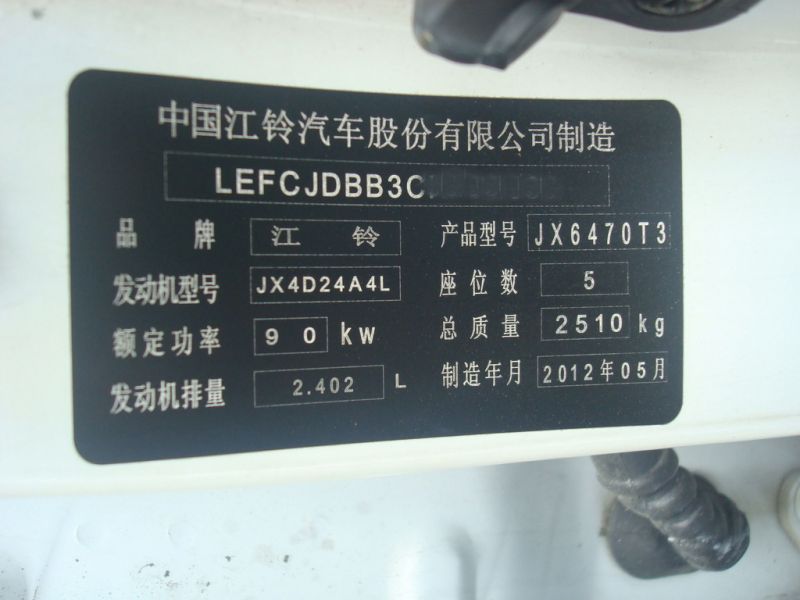 中国江铃汽车股份有限公司制造
LEFCJDBB3C
品牌 江铃 产品型号 JX6470T3
发动机型号 JX4D24A4L 座位数 5
额定功率 90 kw 总质量 2510 kg
发动机排量 2.402 L 制造年月 2012年05月